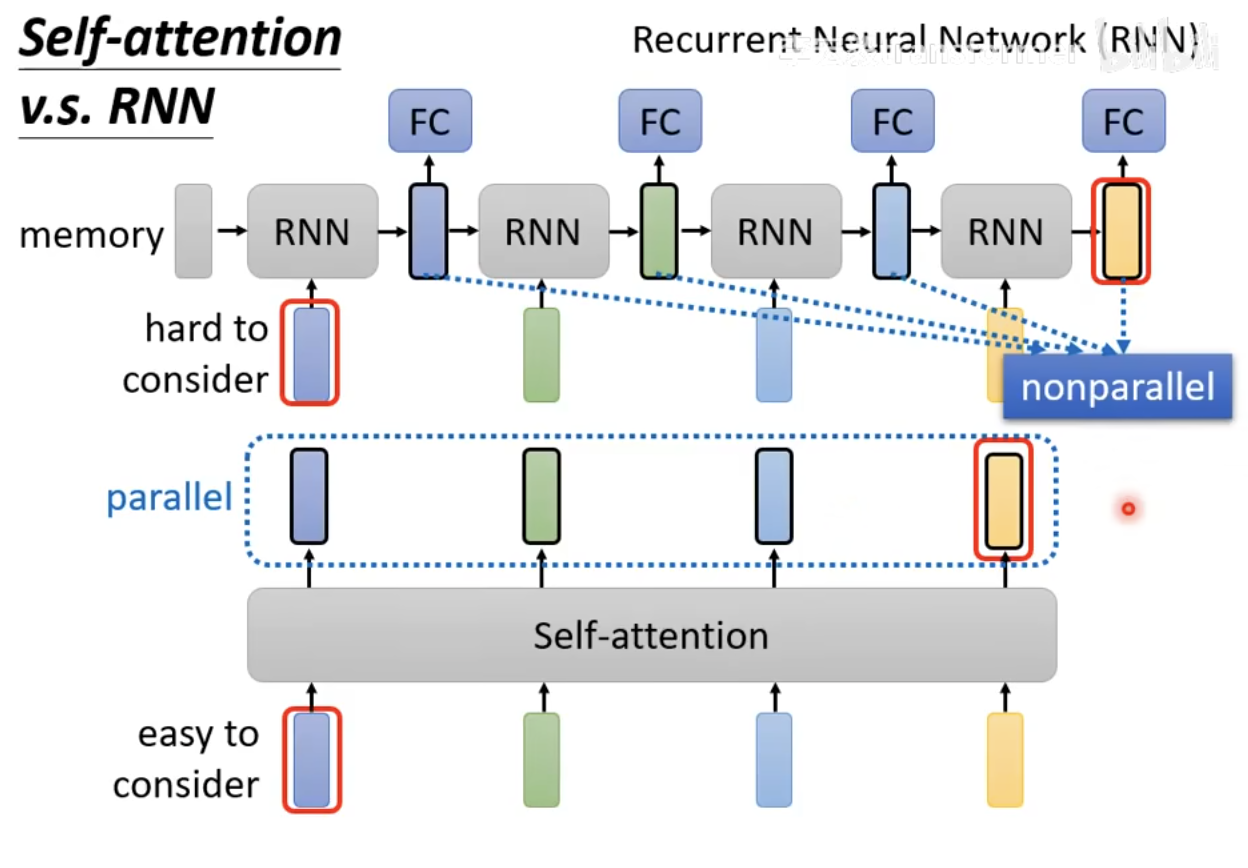 Self-attention
v.s. RNN
Recurrent Neural Network (RNN)
FC
FC
FC
FC
memory
RNN
RNN
RNN
RNN
hard to
consider
nonparallel
parallel
Self-attention
easy to
consider